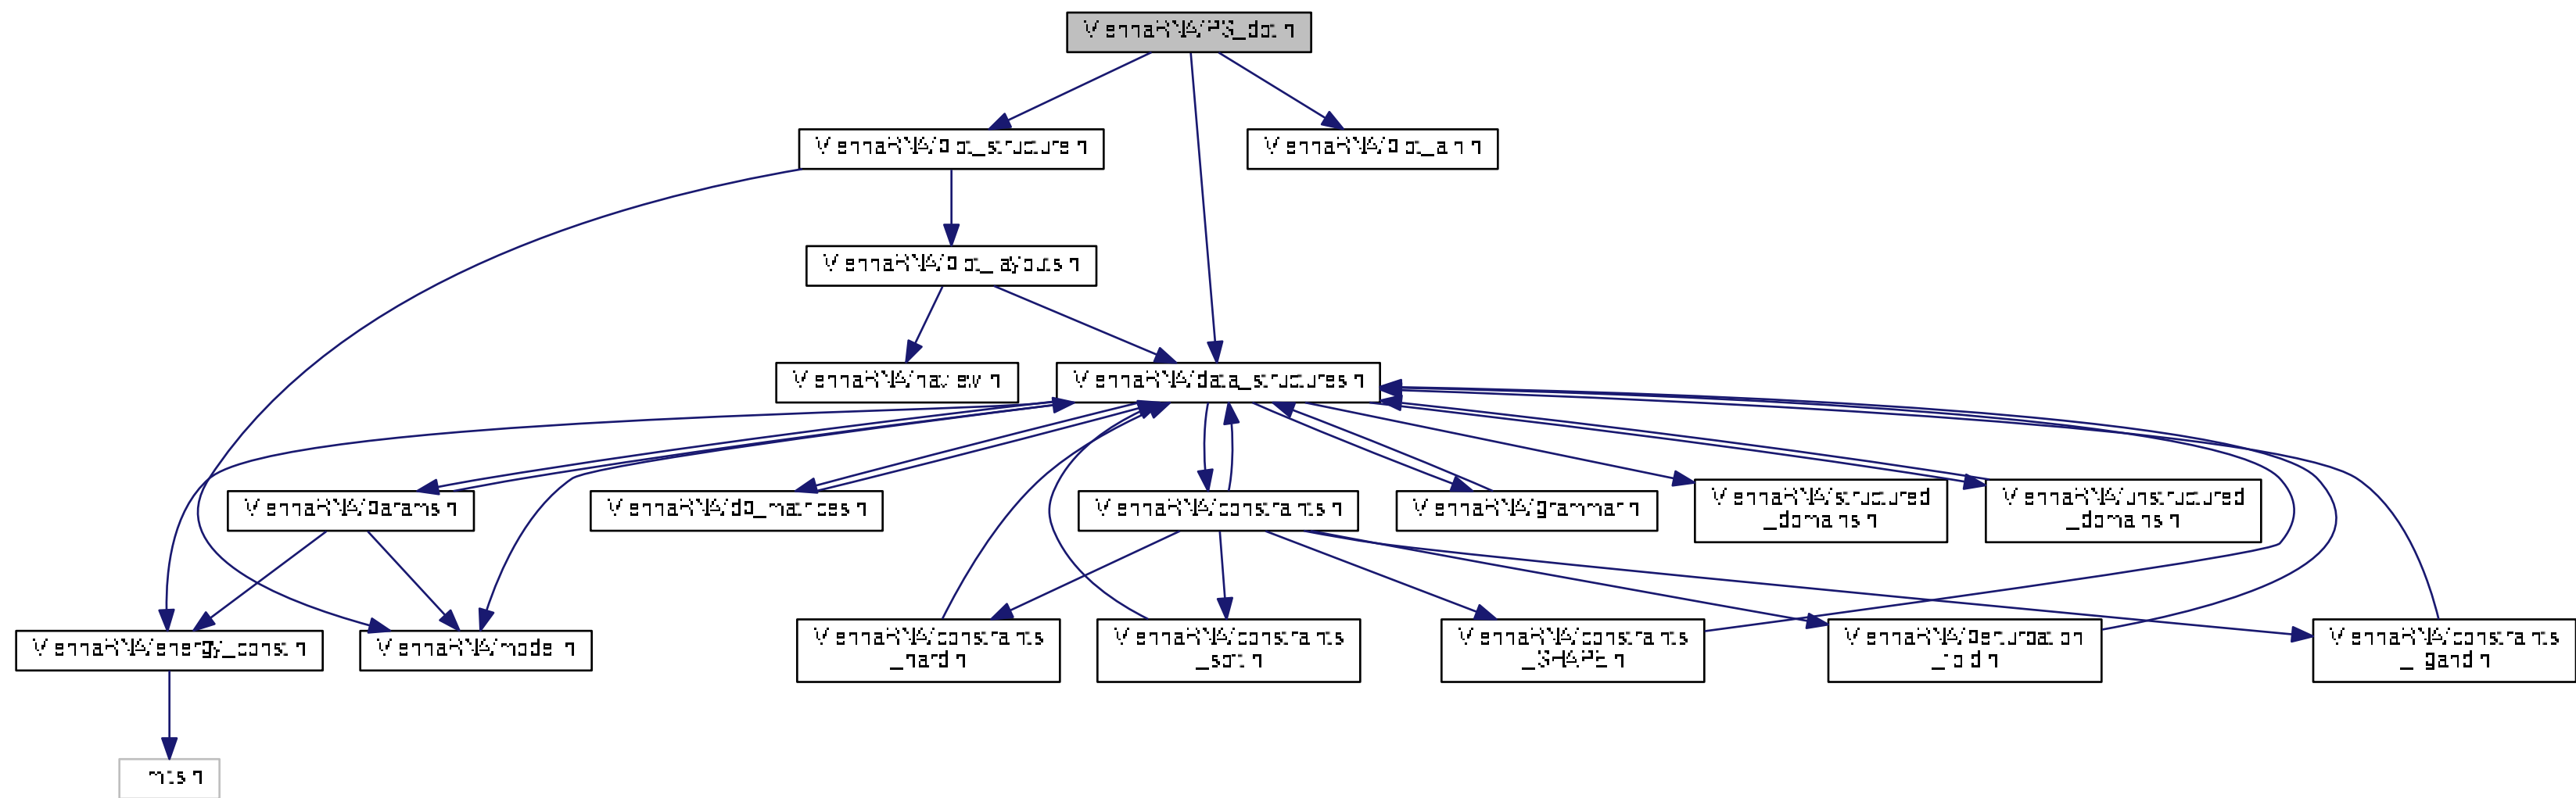 ViennaRNA/PS_dot.h
ViennaRNA/plot_structure.h
ViennaRNA/plot_aln.h
ViennaRNA/plot_layouts.h
ViennaRNA/naview.h
ViennaRNA/data_structures.h
ViennaRNA/params.h
ViennaRNA/dp_matrices.h
ViennaRNA/constraints.h
ViennaRNA/grammar.h
ViennaRNA/structured
_domains.h
ViennaRNA/unstructured
_domains.h
ViennaRNA/energy_const.h
ViennaRNA/model.h
ViennaRNA/constraints
_hard.h
ViennaRNA/constraints
_soft.h
ViennaRNA/constraints
_SHAPE.h
ViennaRNA/perturbation
_fold.h
ViennaRNA/constraints
_ligand.h
limits.h